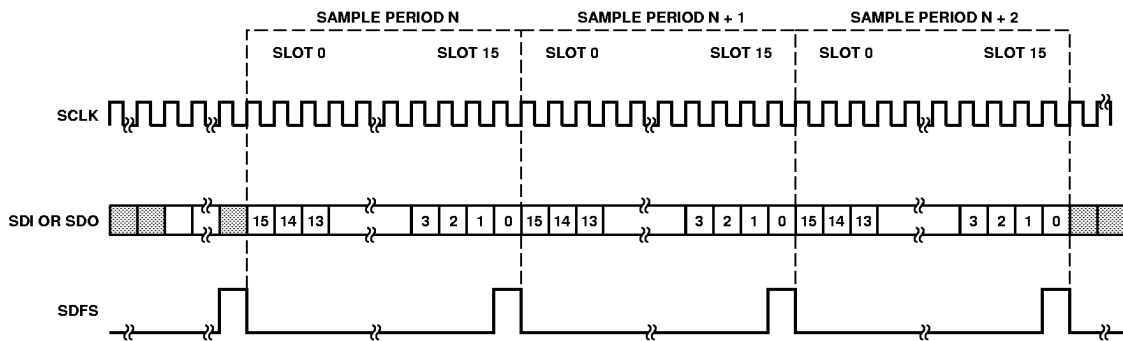 SAMPLE PERIOD N SAMPLE PERIOD N + 1 SAMPLE PERIOD N + 2
SLOT 0 SLOT 15 SLOT 0 SLOT 15 SLOT 0 SLOT 15
SCLK
SDI OR SDO 15 14 13 3 2 1 0 15 14 13 3 2 1 0 15 14 13 3 2 1 0
SDFS